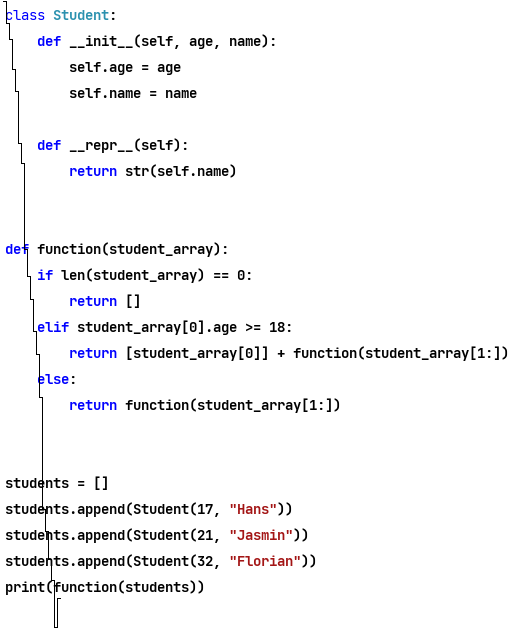 class Student:
    def __init__(self, age, name):
        self.age = age
        self.name = name
    def __repr__(self):
        return str(self.name)
def function(student_array):
    if len(student_array) == 0:
        return []
    elif student_array[0].age >= 18:
        return [student_array[0]] + function(student_array[1:])
    else:
        return function(student_array[1:])
students = []
students.append(Student(17, "Hans"))
students.append(Student(21, "Jasmin"))
students.append(Student(32, "Florian"))
print(function(students))